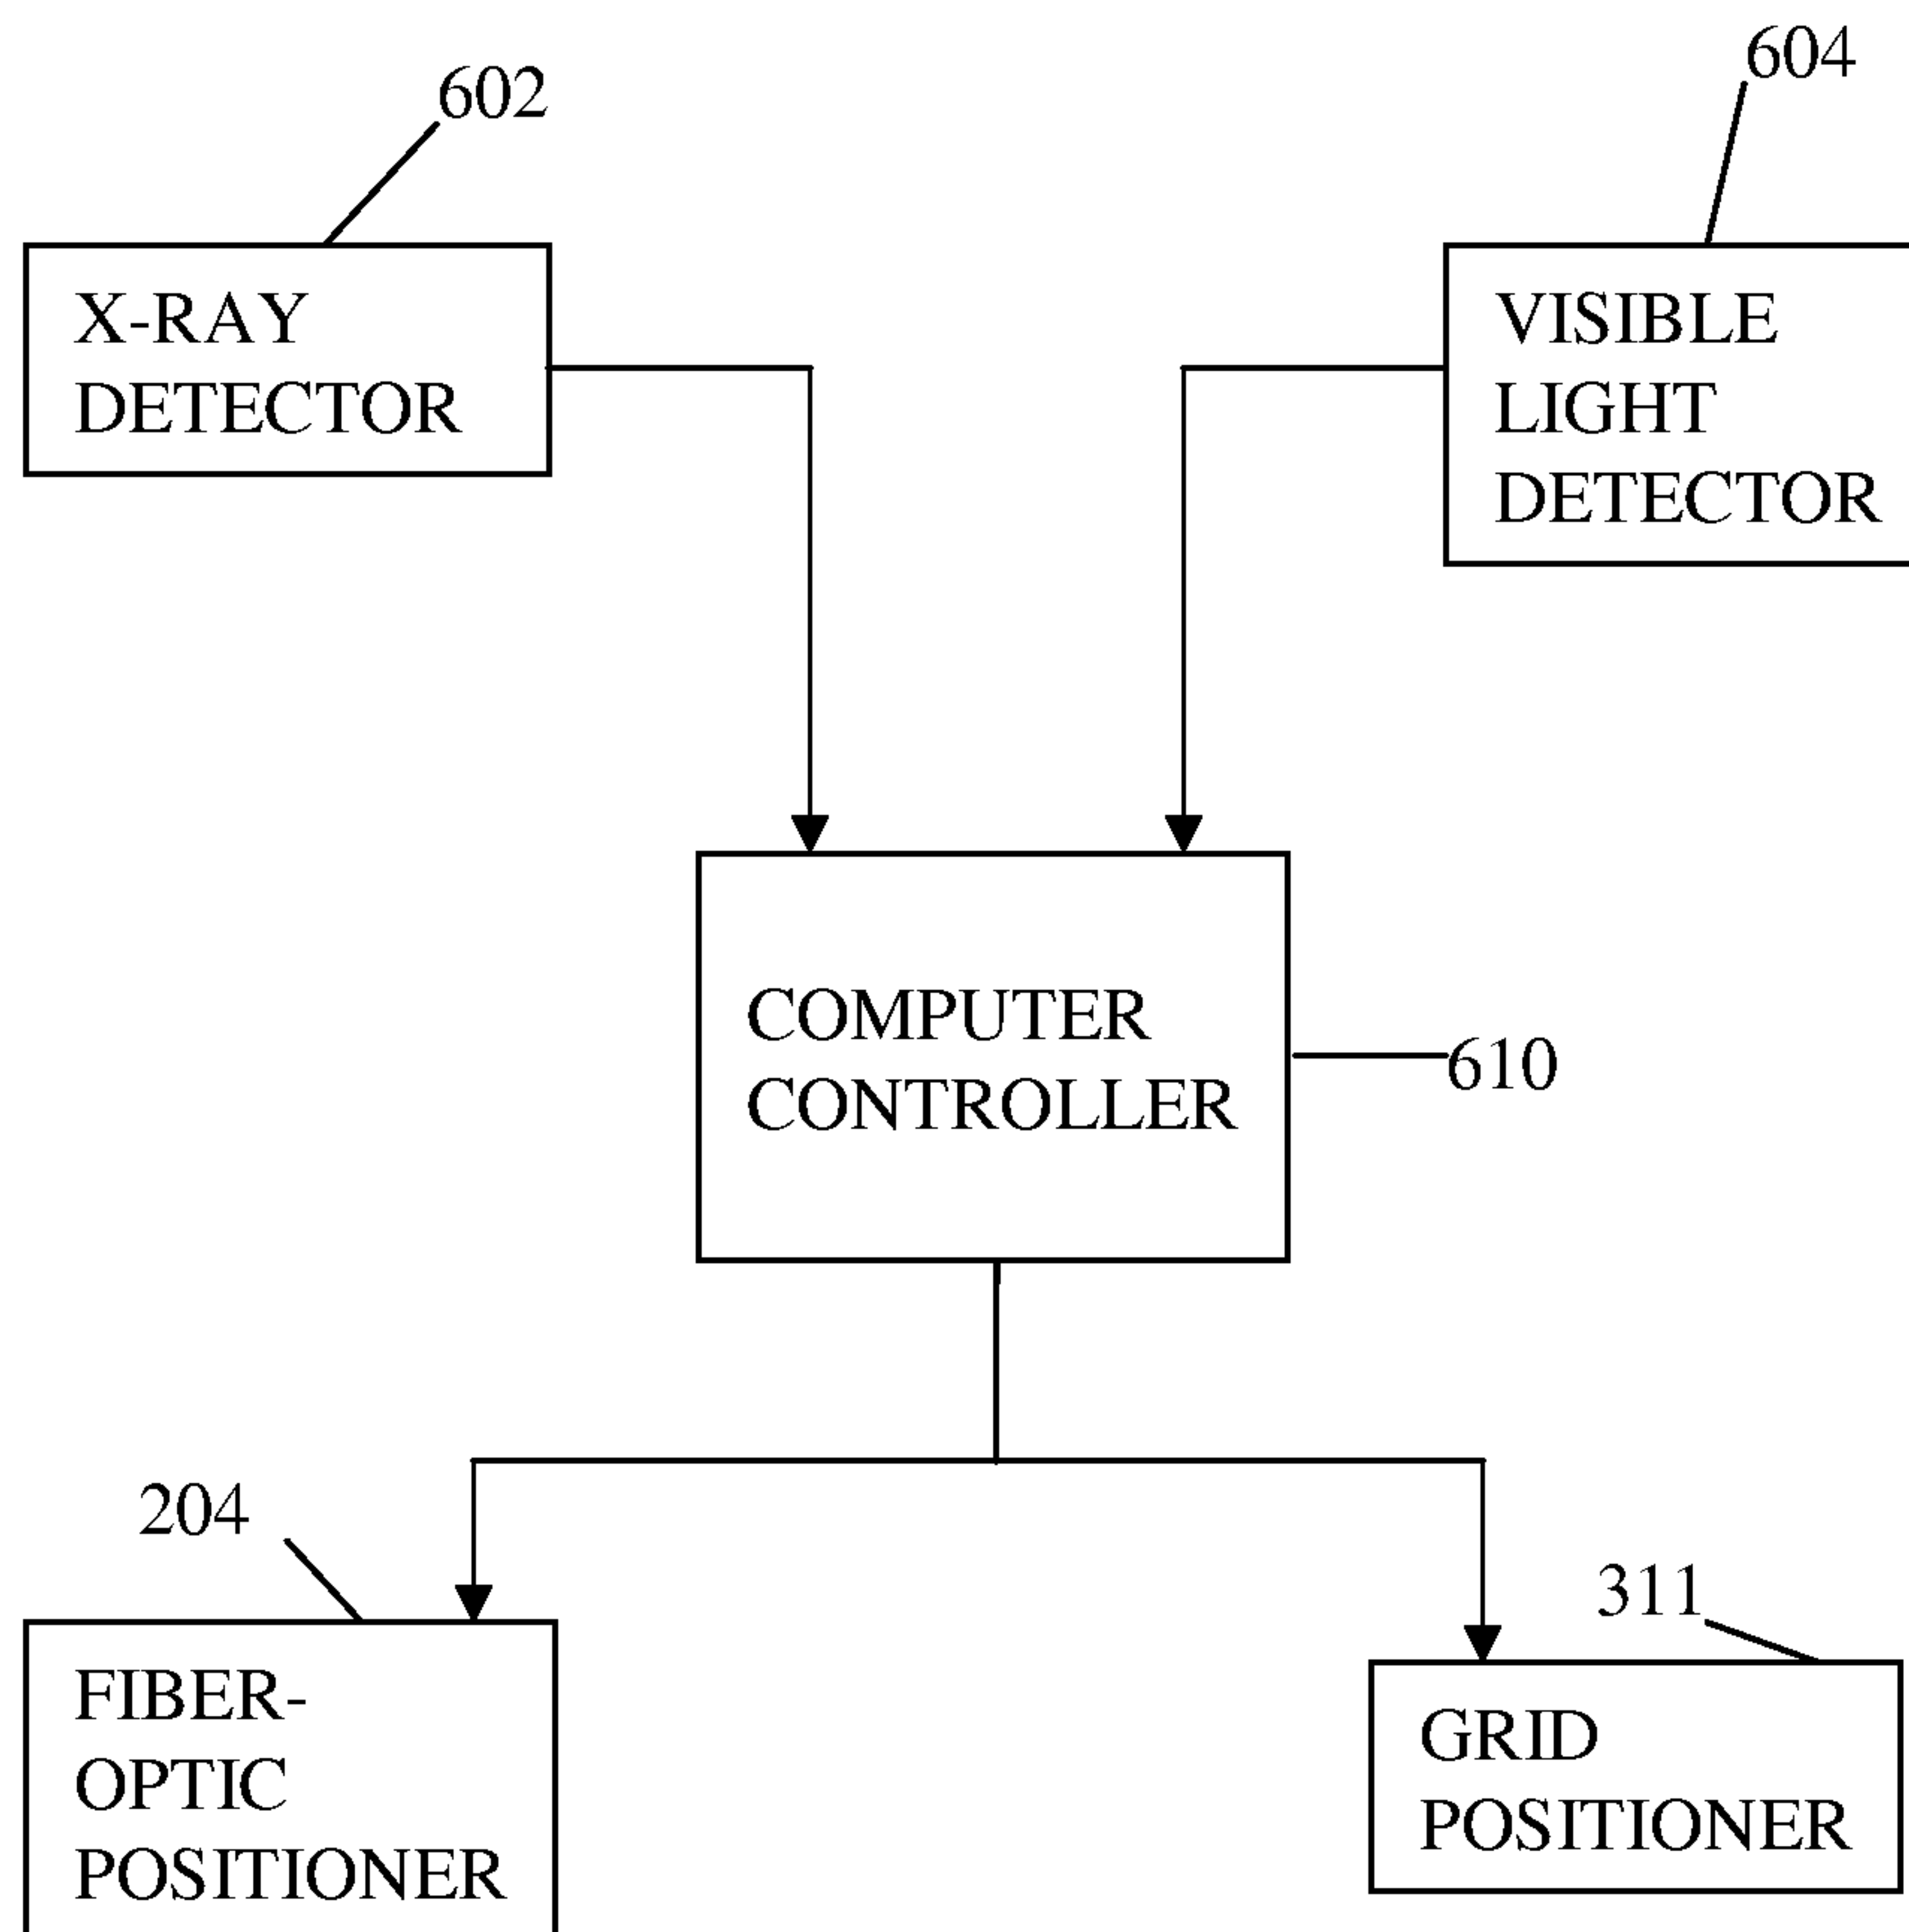 602
604
X-RAY
DETECTOR
VISIBLE
LIGHT
DETECTOR
COMPUTER
CONTROLLER
610
204
311
FIBER-
OPTIC
POSITIONER
GRID
POSITIONER